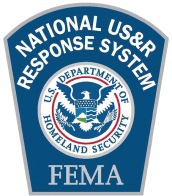 NATIONAL US&R
RESPONSE SYSTEM
U.S. DEPARTMENT OF
HOMELAND SECURITY
FEMA